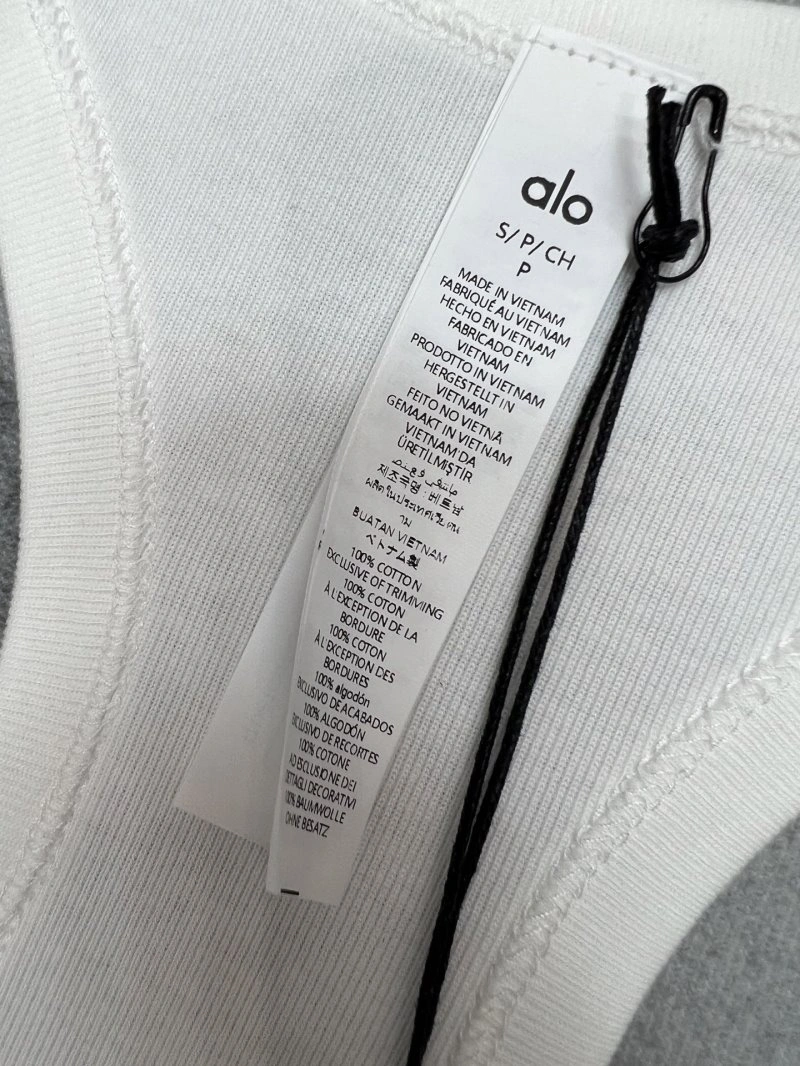 alo
S/P/CH
P
MADE IN VIETNAM
FABRIQUÉ AU VIETNAM
HECHO EN VIETNAM
FABRICADO EN
VIETNAM
PRODOTTO IN VIETNAM
HERGESTELLT IN
VIETNAM
FEITO NO VIETNÃ
GEMAAKT IN VIETNAM
VIETNAM'DA
ÜRETİLMİŞTİR
제조국명: 베트남
BUATAN VIETNAM
ベトナム製
100% COTTON
EXCLUSIVE OF TRIMMING
100% COTON
À L'EXCEPTION DE LA
BORDURE
100% COTON
À L'EXCEPTION DES
BORDURES
100% algodón
EXCLUSIVO DE ACABADOS
100% ALGODÓN
EXCLUSIVO DE RECORTES
100% COTONE
AD ESCLUSIONE DEI
DETTAGLI DECORATIVI
100% BAUMWOLLE
OHNE BESATZ